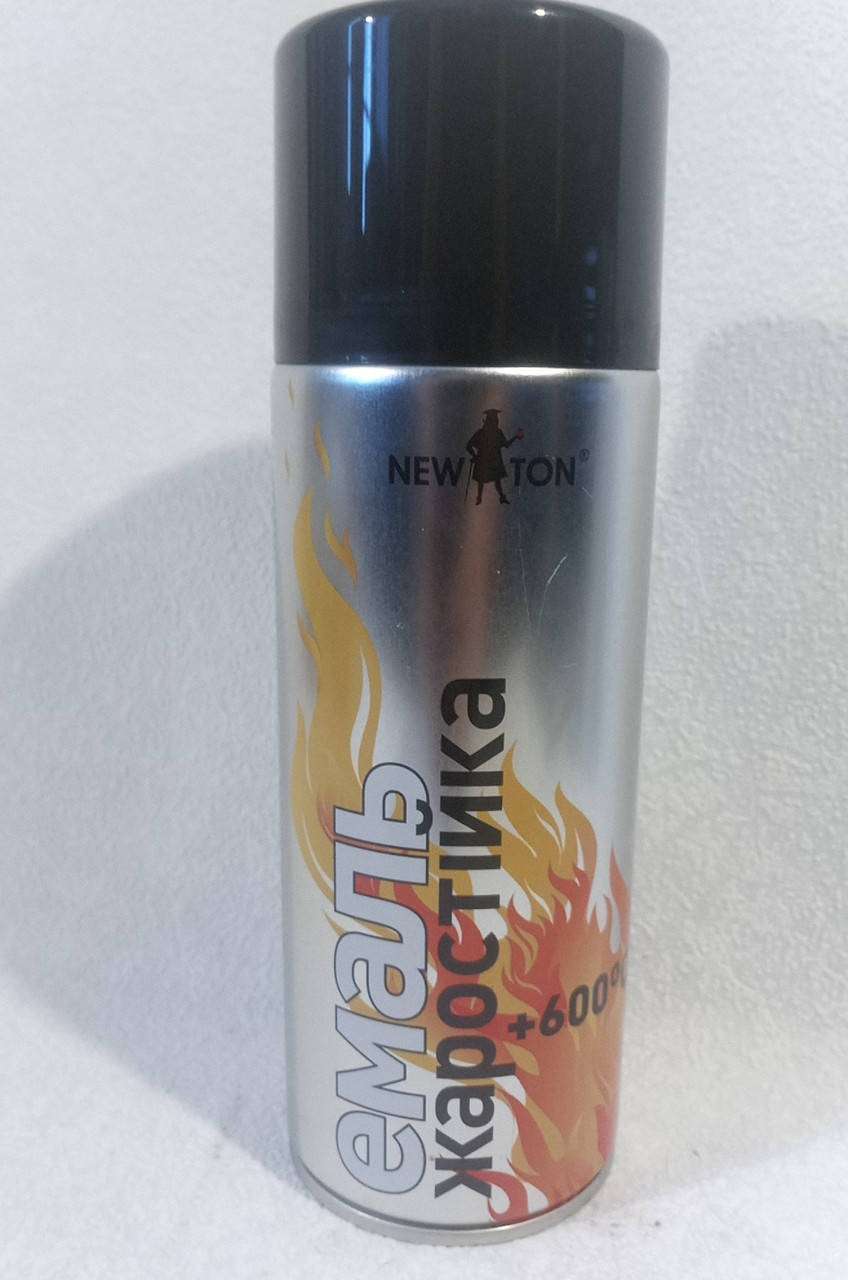 NEWTON®
емаль
жаростійка
+600°C